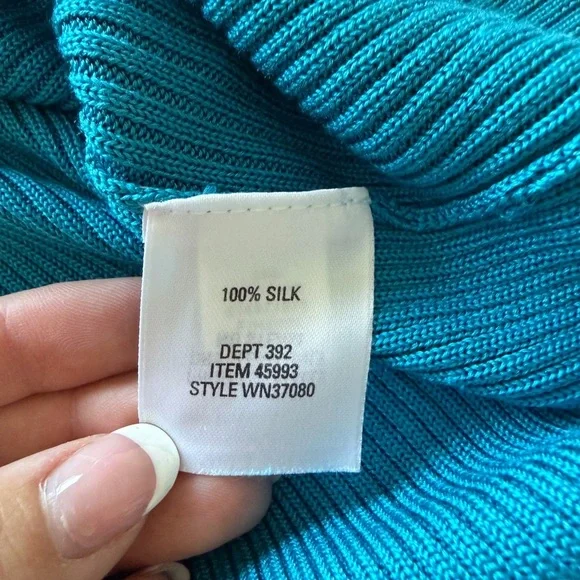 100% SILK
DEPT 392
ITEM 45993
STYLE WN37080